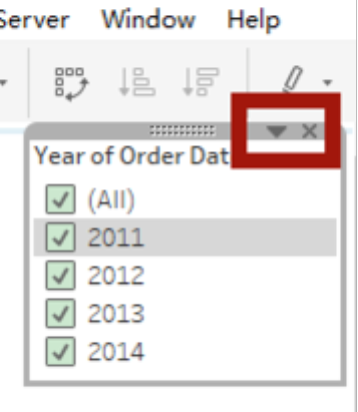 Server Window Help
Year of Order Dat
(All)
2011
2012
2013
2014